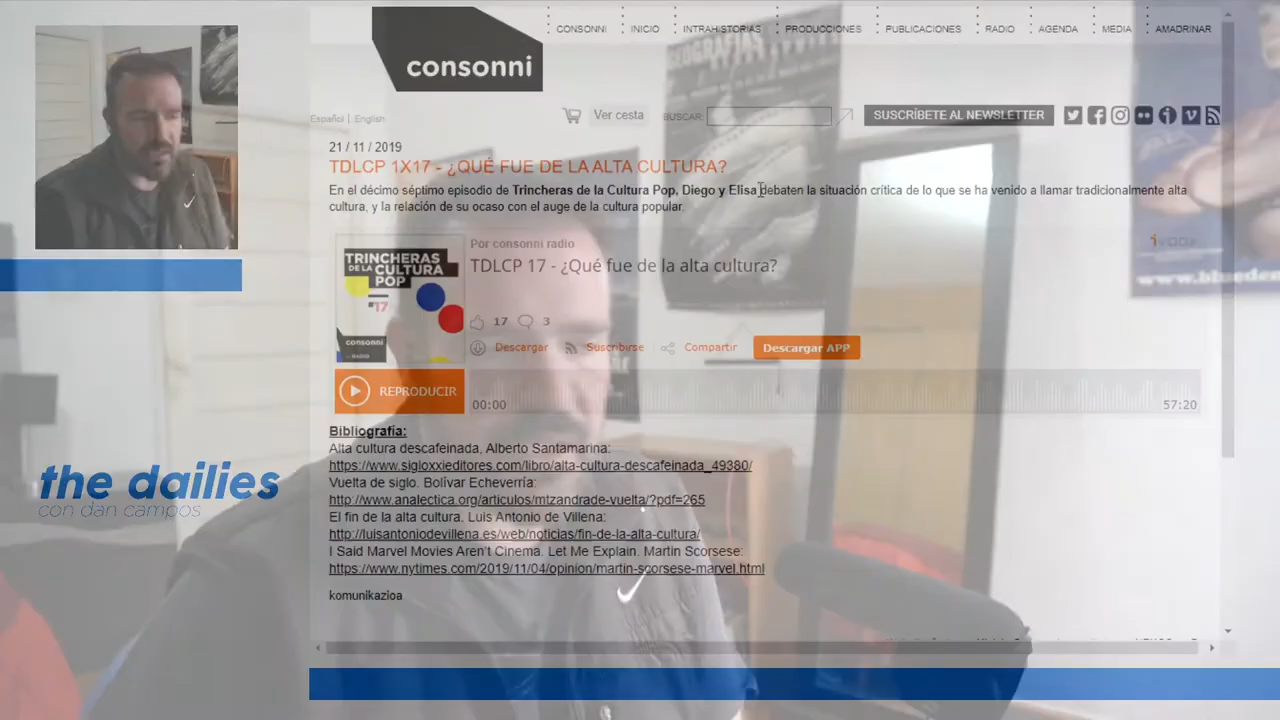 CONSONNI
INICIO
INTRAHISTORIAS
PRODUCCIONES
PUBLICACIONES
RADIO
AGENDA
MEDIA
AMADRINAR
consonni
Español | English
Ver cesta
BUSCAR:
SUSCRÍBETE AL NEWSLETTER
21 / 11 / 2019
TDLCP 1X17 - ¿QUÉ FUE DE LA ALTA CULTURA?
En el décimo séptimo episodio de Trincheras de la Cultura Pop, Diego y Elisa debaten la situación crítica de lo que se ha venido a llamar tradicionalmente alta
cultura, y la relación de su ocaso con el auge de la cultura popular.
Por consonni radio
TDLCP 17 - ¿Qué fue de la alta cultura?
ivoox
TRINCHERAS
DE LA CULTURA
POP
#17
consonni
RADIO
17
3
Descargar
Suscribirse
Compartir
Descargar APP
REPRODUCIR
00:00
57:20
Bibliografía:
Alta cultura descafeinada, Alberto Santamarina:
https://www.sigloxxieditores.com/libro/alta-cultura-descafeinada_49380/
Vuelta de siglo. Bolívar Echeverría:
http://www.analectica.org/articulos/mtzandrade-vuelta/?pdf=265
El fin de la alta cultura. Luis Antonio de Villena:
http://luisantoniodevillena.es/web/noticias/fin-de-la-alta-cultura/
I Said Marvel Movies Aren't Cinema. Let Me Explain. Martin Scorsese:
https://www.nytimes.com/2019/11/04/opinion/martin-scorsese-marvel.html
komunikazioa
the dailies
con dan campos